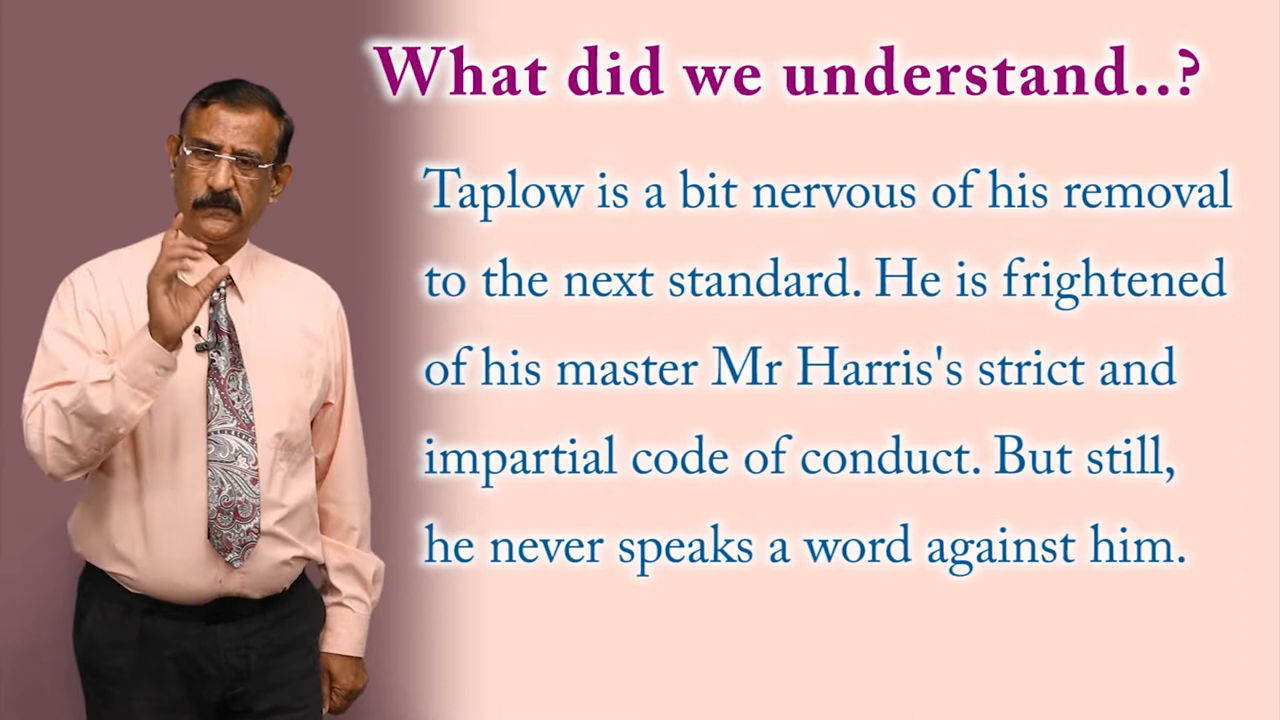 What did we understand..?
Taplow is a bit nervous of his removal
to the next standard. He is frightened
of his master Mr Harris's strict and
impartial code of conduct. But still,
he never speaks a word against him.